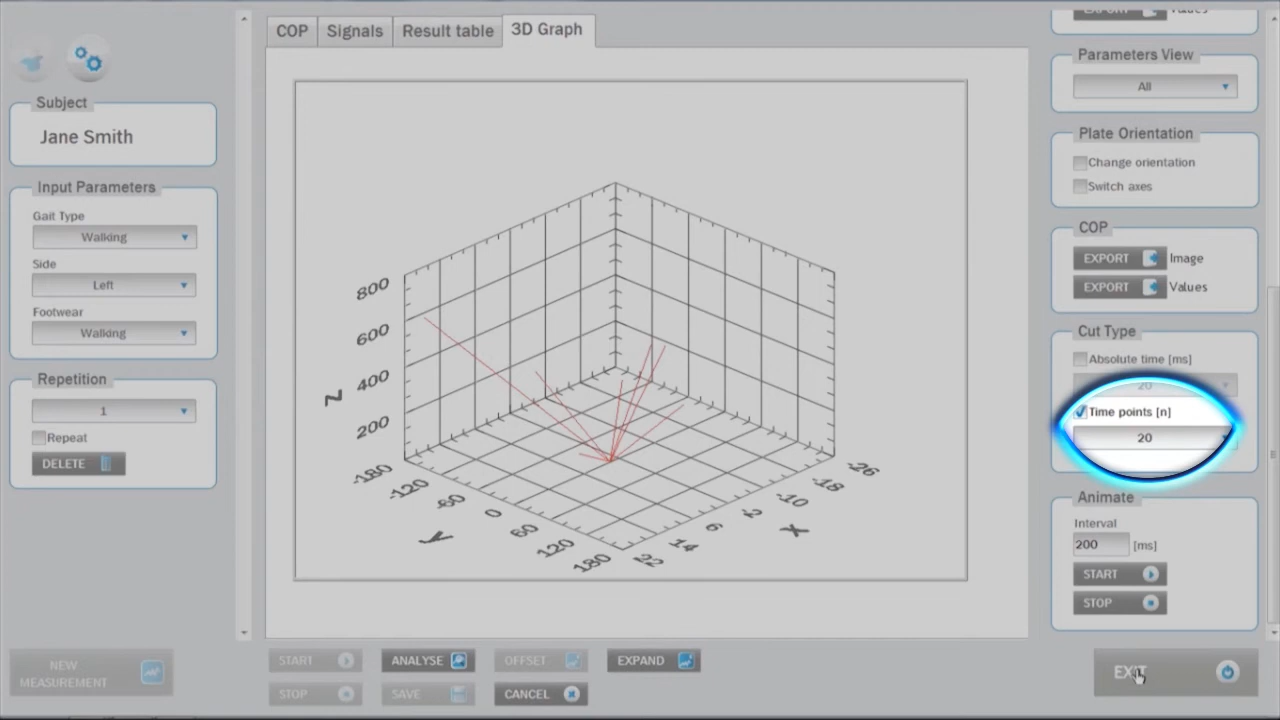 COP
Signals
Result table
3D Graph
Subject
Jane Smith
Input Parameters
Gait Type
Walking
Side
Left
Footwear
Walking
Repetition
1
Repeat
DELETE
800
600
400
200
Z
-180
-120
-60
0
60
120
180
y
-26
-18
-10
-2
6
14
22
X
EXPORT Values
Parameters View
All
Plate Orientation
Change orientation
Switch axes
COP
EXPORT Image
EXPORT Values
Cut Type
Absolute time [ms]
20
Time points [n]
20
Animate
Interval
200 [ms]
START
STOP
NEW
MEASUREMENT
START
ANALYSE
OFFSET
EXPAND
STOP
SAVE
CANCEL
EXIT